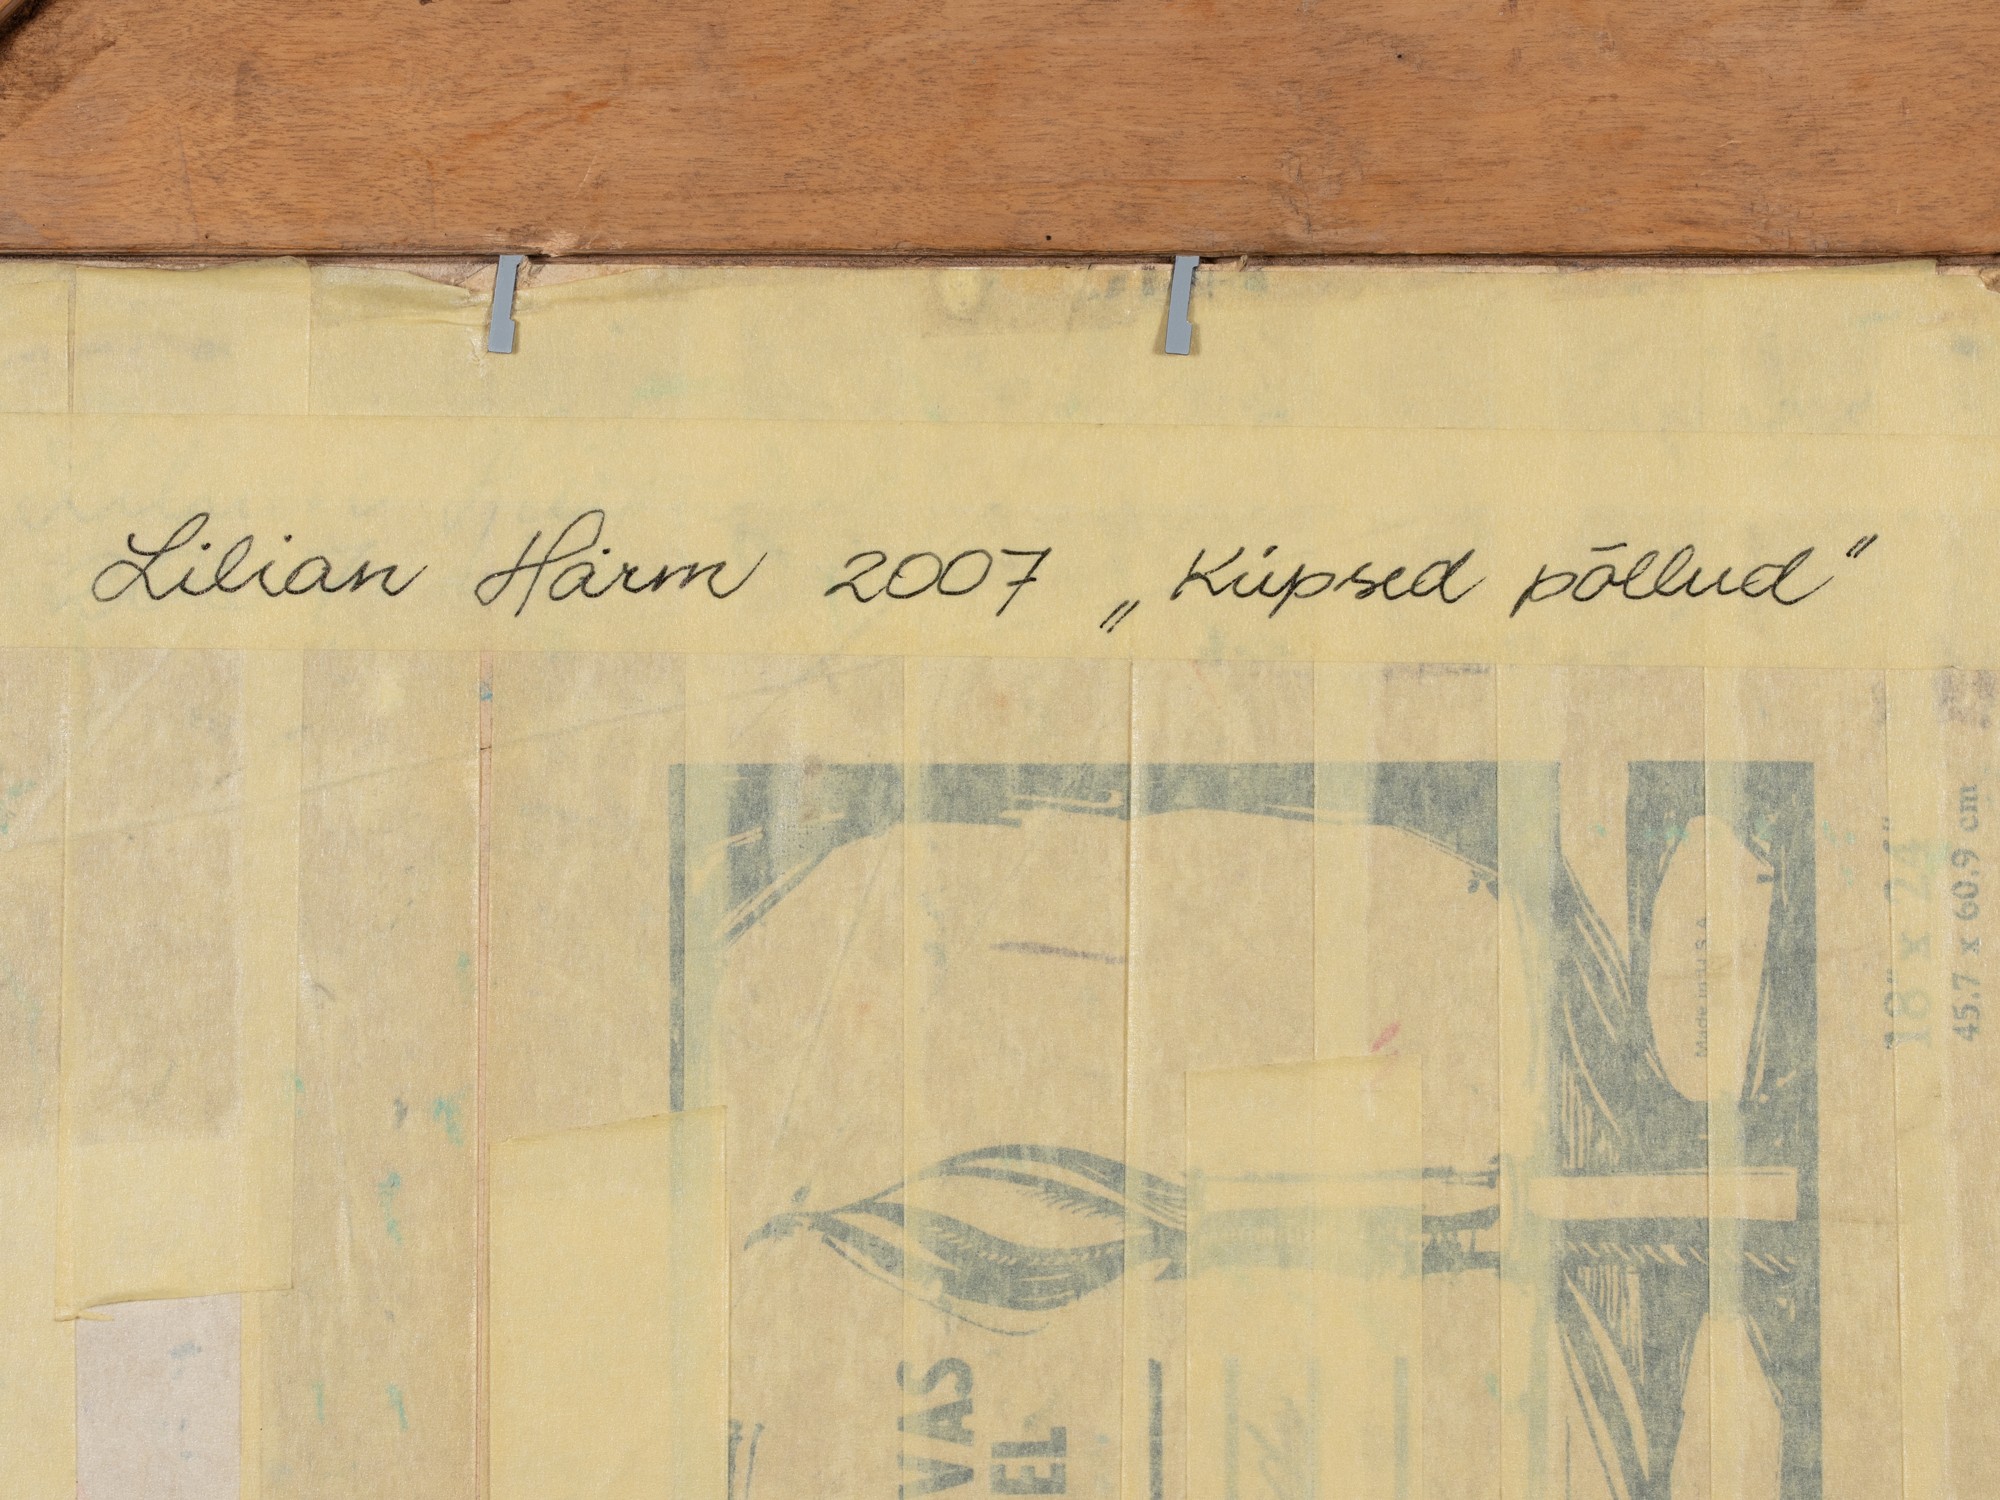 Lilian Härm 2007 „Küpsed põllud“
18" x 24"
45.7 x 60.9 cm
Made in U.S.A.
VAS
EL